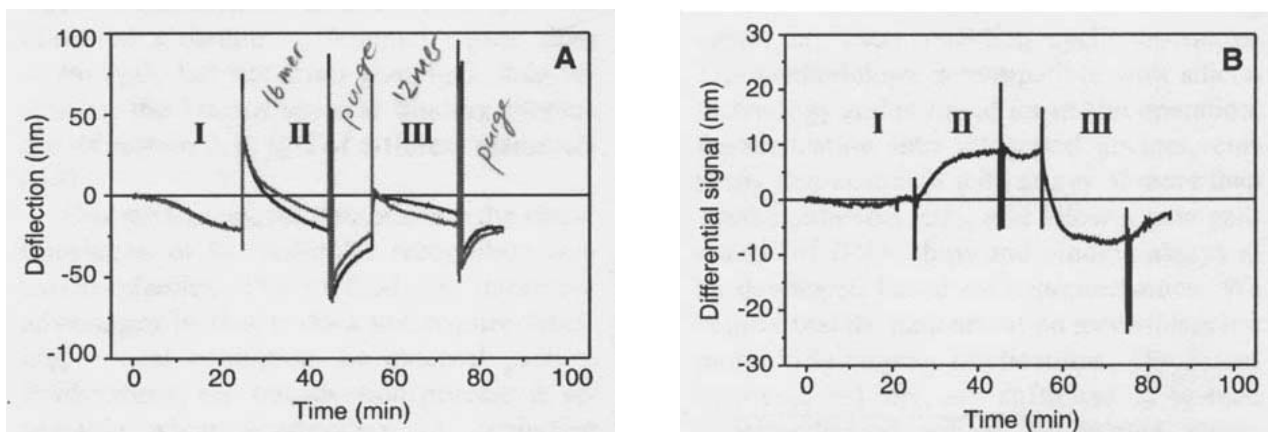 A
100
50
0
-50
-100
Deflection (nm)
I
II
III
16mer
purge
12mer
purge
0
20
40
60
80
100
Time (min)
B
30
20
10
0
-10
-20
-30
Differential signal (nm)
I
II
III
0
20
40
60
80
100
Time (min)